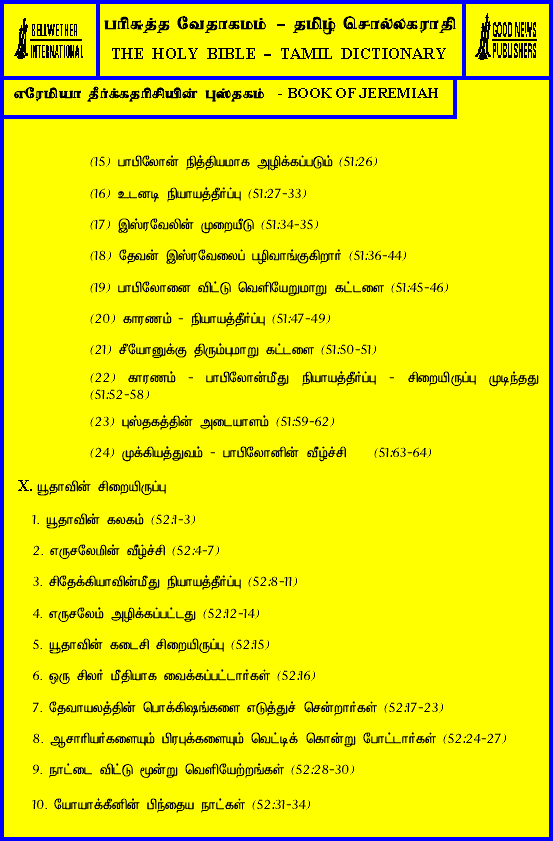 BELLWETHER
INTERNATIONAL
பரிசுத்த வேதாகமம் – தமிழ் சொல்லகராதி
THE HOLY BIBLE – TAMIL DICTIONARY
GOOD NEWS
PUBLISHERS
எரேமியா தீர்க்கதரிசியின் புஸ்தகம் - BOOK OF JEREMIAH
(15) பாபிலோன் நித்தியமாக அழிக்கப்படும் (51:26)
(16) உடனடி நியாயத்தீர்ப்பு (51:27-33)
(17) இஸ்ரவேலின் முறையீடு (51:34-35)
(18) தேவன் இஸ்ரவேலைப் பழிவாங்குகிறார் (51:36-44)
(19) பாபிலோனை விட்டு வெளியேறுமாறு கட்டளை (51:45-46)
(20) காரணம் - நியாயத்தீர்ப்பு (51:47-49)
(21) சீயோனுக்கு திரும்புமாறு கட்டளை (51:50-51)
(22) காரணம் - பாபிலோன்மீது நியாயத்தீர்ப்பு - சிறையிருப்பு முடிந்தது
(51:52-58)
(23) புஸ்தகத்தின் அடையாளம் (51:59-62)
(24) முக்கியத்துவம் - பாபிலோனின் வீழ்ச்சி (51:63-64)
X. யூதாவின் சிறையிருப்பு
1. யூதாவின் கலகம் (52:1-3)
2. எருசலேமின் வீழ்ச்சி (52:4-7)
3. சிதேக்கியாவின்மீது நியாயத்தீர்ப்பு (52:8-11)
4. எருசலேம் அழிக்கப்பட்டது (52:12-14)
5. யூதாவின் கடைசி சிறையிருப்பு (52:15)
6. ஒரு சிலர் மீதியாக வைக்கப்பட்டார்கள் (52:16)
7. தேவாயலத்தின் பொக்கிஷங்களை எடுத்துச் சென்றார்கள் (52:17-23)
8. ஆசாரியர்களையும் பிரபுக்களையும் வெட்டிக் கொன்று போட்டார்கள் (52:24-27)
9. நாட்டை விட்டு மூன்று வெளியேற்றங்கள் (52:28-30)
10. யோயாக்கீனின் பிந்தைய நாட்கள் (52:31-34)